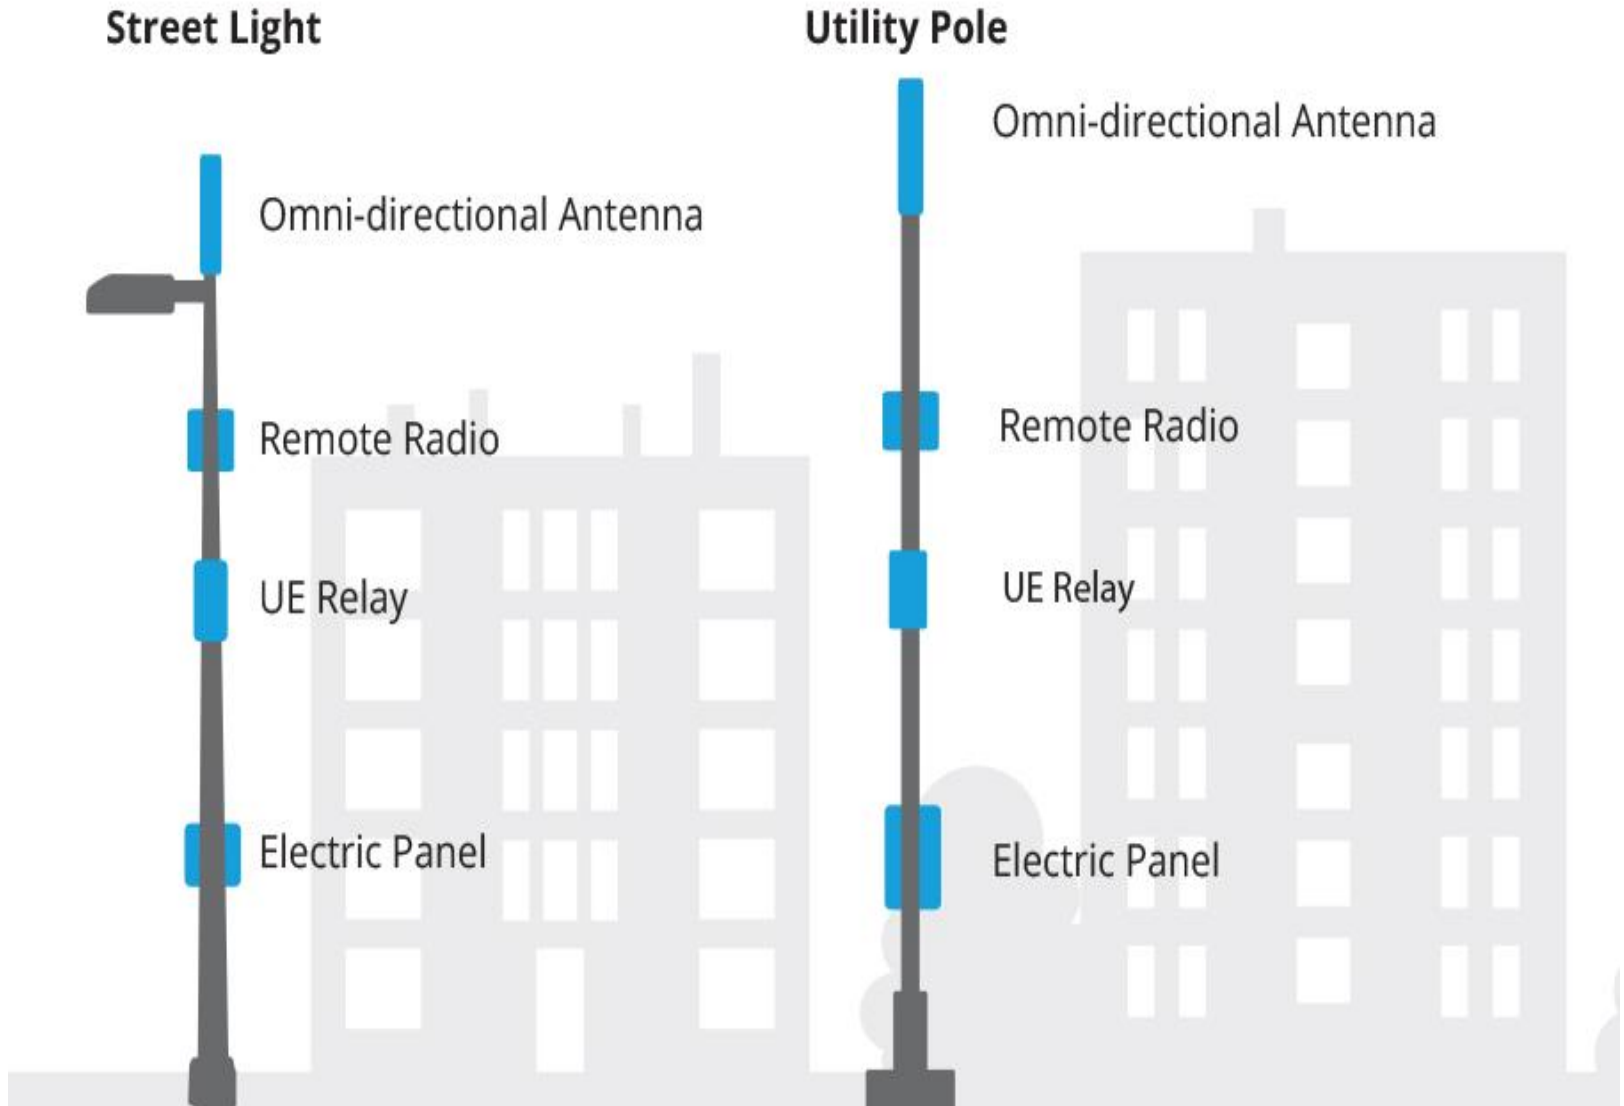 Street Light
Omni-directional Antenna
Remote Radio
UE Relay
Electric Panel
Utility Pole
Omni-directional Antenna
Remote Radio
UE Relay
Electric Panel